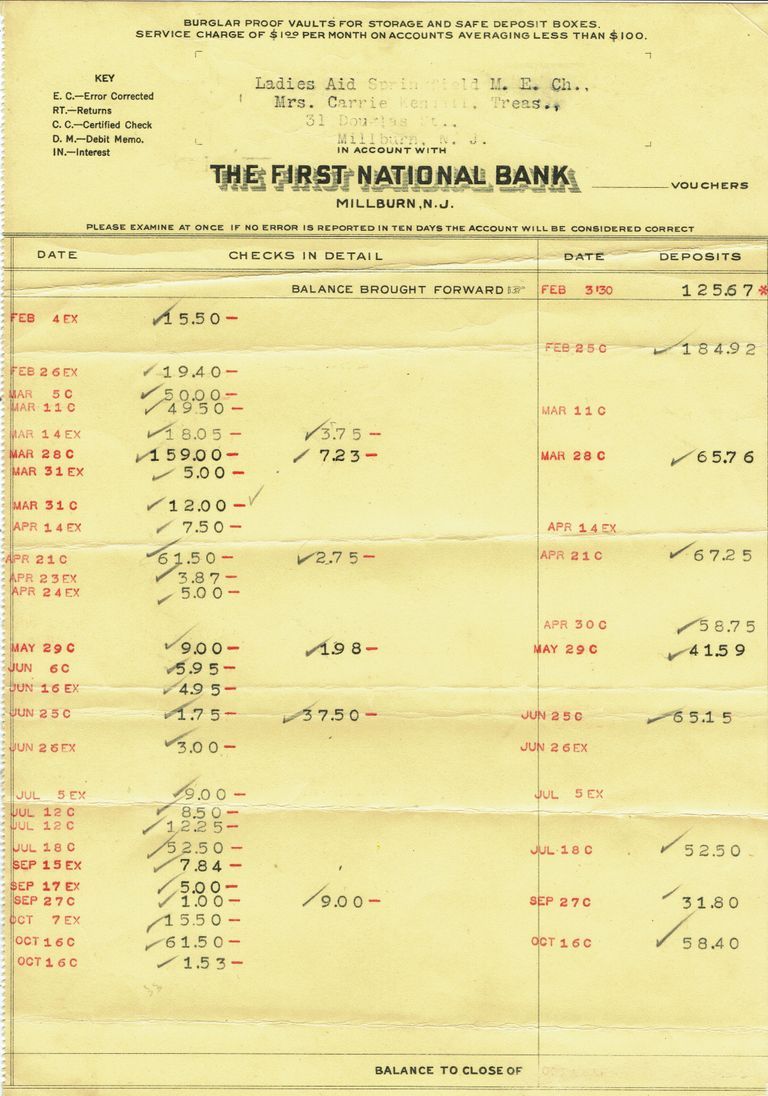 BURGLAR PROOF VAULTS FOR STORAGE AND SAFE DEPOSIT BOXES.
SERVICE CHARGE OF $1.00 PER MONTH ON ACCOUNTS AVERAGING LESS THAN $100.
KEY
E. C.—Error Corrected
RT.—Returns
C. C.—Certified Check
D. M.—Debit Memo.
IN.—Interest
Ladies Aid Springfield M. E. Ch.,
Mrs. Carrie Treas.,
31 Douglas St..
Millburn, N. J.
IN ACCOUNT WITH
THE FIRST NATIONAL BANK
MILLBURN, N.J.
VOUCHERS
PLEASE EXAMINE AT ONCE IF NO ERROR IS REPORTED IN TEN DAYS THE ACCOUNT WILL BE CONSIDERED CORRECT
DATE CHECKS IN DETAIL DATE DEPOSITS
BALANCE BROUGHT FORWARD FEB 3'30 125.67*
FEB 4 EX 15.50-
FEB 25 C 184.92
FEB 26 EX 19.40-
MAR 5 C 50.00-
MAR 11 C 49.50- MAR 11 C
MAR 14 EX 18.05- 3.75-
MAR 28 C 159.00- 7.23- MAR 28 C 65.76
MAR 31 EX 5.00-
MAR 31 C 12.00-
APR 14 EX 7.50- APR 14 EX
APR 21 C 61.50- 2.75- APR 21 C 67.25
APR 23 EX 3.87-
APR 24 EX 5.00-
APR 30 C 58.75
MAY 29 C 9.00- 1.98- MAY 29 C 41.59
JUN 6 C 5.95-
JUN 16 EX 4.95-
JUN 25 C 1.75- 37.50- JUN 25 C 65.15
JUN 26 EX 3.00- JUN 26 EX
JUL 5 EX 9.00- JUL 5 EX
JUL 12 C 8.50-
JUL 12 C 12.25-
JUL 18 C 52.50- JUL 18 C 52.50
SEP 15 EX 7.84-
SEP 17 EX 5.00-
SEP 27 C 1.00- 9.00- SEP 27 C 31.80
OCT 7 EX 15.50-
OCT 16 C 61.50- OCT 16 C 58.40
OCT 16 C 1.53-
BALANCE TO CLOSE OF